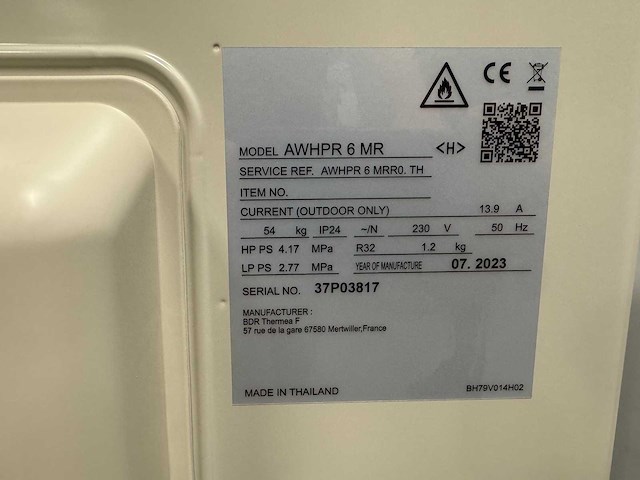 CE
MODEL AWHPR 6 MR <H>
SERVICE REF. AWHPR 6 MRR0. TH
ITEM NO.
CURRENT (OUTDOOR ONLY) 13.9 A
54 kg IP24 ~/N 230 V 50 Hz
HP PS 4.17 MPa R32 1.2 kg
LP PS 2.77 MPa YEAR OF MANUFACTURE 07. 2023
SERIAL NO. 37P03817
MANUFACTURER :
BDR Thermea F
57 rue de la gare 67580 Mertwiller,France
MADE IN THAILAND BH79V014H02